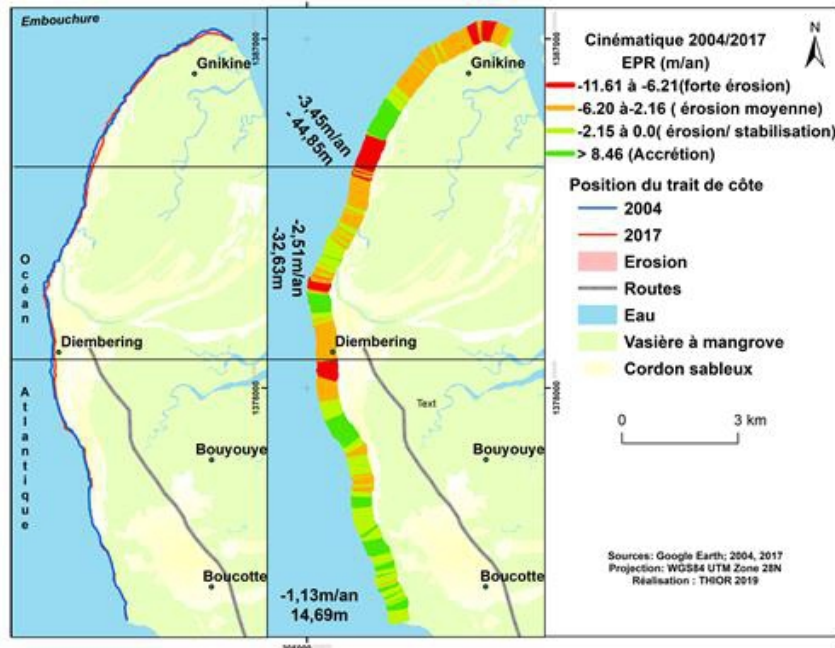 Embouchure
Gnikine
Océan
Diembering
Atlantique
Bouyouye
Boucotte
Gnikine
-3,45m/an
- 44,85m
-2,51m/an
-32,63m
Diembering
Text
Bouyouye
Boucotte
-1,13m/an
14,69m
1387000
1378000
1387000
1378000
N
Cinématique 2004/2017
EPR (m/an)
-11.61 à -6.21(forte érosion)
-6.20 à-2.16 ( érosion moyenne)
-2.15 à 0.0( érosion/ stabilisation)
> 8.46 (Accrétion)
Position du trait de côte
2004
2017
Erosion
Routes
Eau
Vasière à mangrove
Cordon sableux
0 3 km
Sources: Google Earth; 2004, 2017
Projection: WGS84 UTM Zone 28N
Réalisation : THIOR 2019